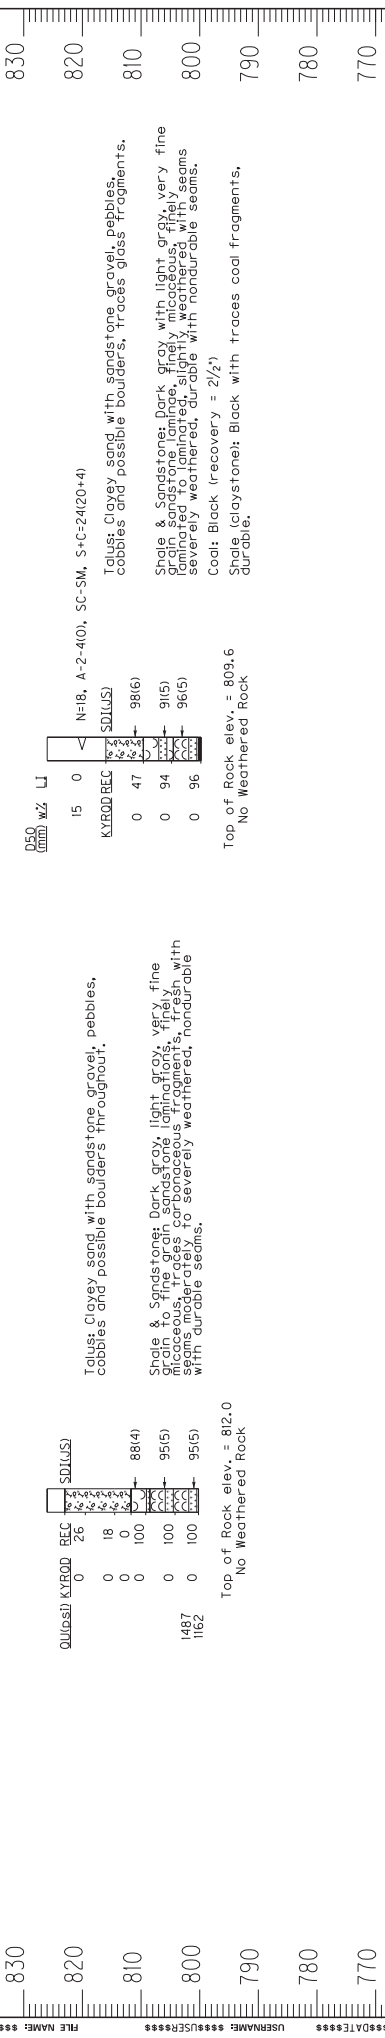 830
820
810
800
790
780
770
D50
(mm) w% LI
15 0
N=18, A-2-4(0), SC-SM, S+C=24(20+4)
KYRQD REC SDI(JS)
0 47 98(6)
0 94 91(5)
0 96 96(5)
Talus: Clayey sand with sandstone gravel, pebbles,
cobbles and possible boulders, traces glass fragments.
Shale & Sandstone: Dark gray with light gray, very fine
grain sandstone laminae, finely micaceous, finely
laminated to laminated, slightly weathered with seams
severely weathered, durable with nondurable seams.
Coal: Black (recovery = 2½")
Shale (claystone): Black with traces coal fragments,
durable.
Top of Rock elev. = 809.6
No Weathered Rock
QU(psi) KYRQD REC SDI(JS)
0 26
0 18
0 0
0 100 88(4)
0 100 95(5)
1487 0 100 95(5)
1162
Talus: Clayey sand with sandstone gravel, pebbles,
cobbles and possible boulders throughout.
Shale & Sandstone: Dark gray, light gray, very fine
grain to fine grain sandstone laminations, finely
micaceous, traces carbonaceous fragments, fresh with
seams moderately to severely weathered, nondurable
with durable seams.
Top of Rock elev. = 812.0
No Weathered Rock
830
820
810
800
790
780
770
FILE NAME: $$$
USERNAME: $$$$$USER$$$$$
$$DATE$$$$